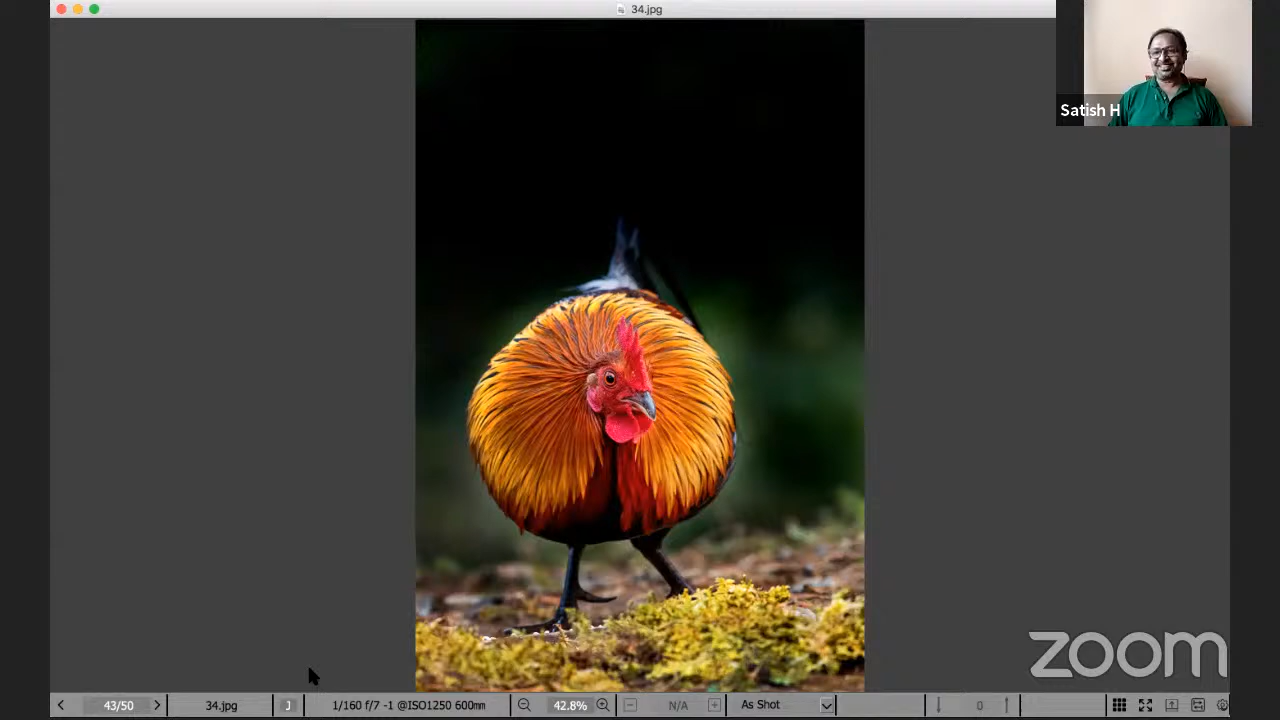 34.jpg
Satish H
zoom
43/50
34.jpg
J
1/160 f/7 -1 @ISO1250 600mm
42.8%
N/A
As Shot
0